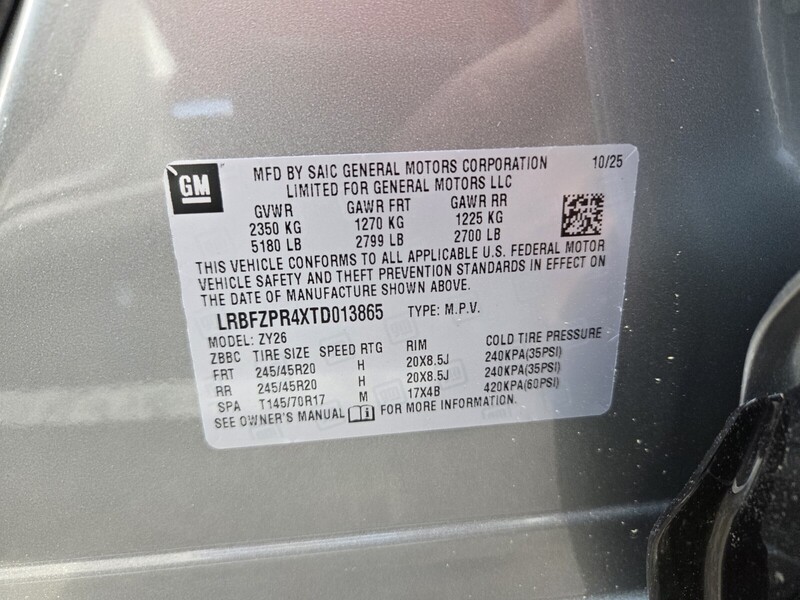 GM
MFD BY SAIC GENERAL MOTORS CORPORATION 10/25
LIMITED FOR GENERAL MOTORS LLC
GVWR GAWR FRT GAWR RR
2350 KG 1270 KG 1225 KG
5180 LB 2799 LB 2700 LB
THIS VEHICLE CONFORMS TO ALL APPLICABLE U.S. FEDERAL MOTOR
VEHICLE SAFETY AND THEFT PREVENTION STANDARDS IN EFFECT ON
THE DATE OF MANUFACTURE SHOWN ABOVE.
LRBFZPR4XTD013865 TYPE: M.P.V.
MODEL: ZY26
ZBBC TIRE SIZE SPEED RTG RIM COLD TIRE PRESSURE
FRT 245/45R20 H 20X8.5J 240KPA(35PSI)
RR 245/45R20 H 20X8.5J 240KPA(35PSI)
SPA T145/70R17 M 17X4B 420KPA(60PSI)
SEE OWNER'S MANUAL FOR MORE INFORMATION.